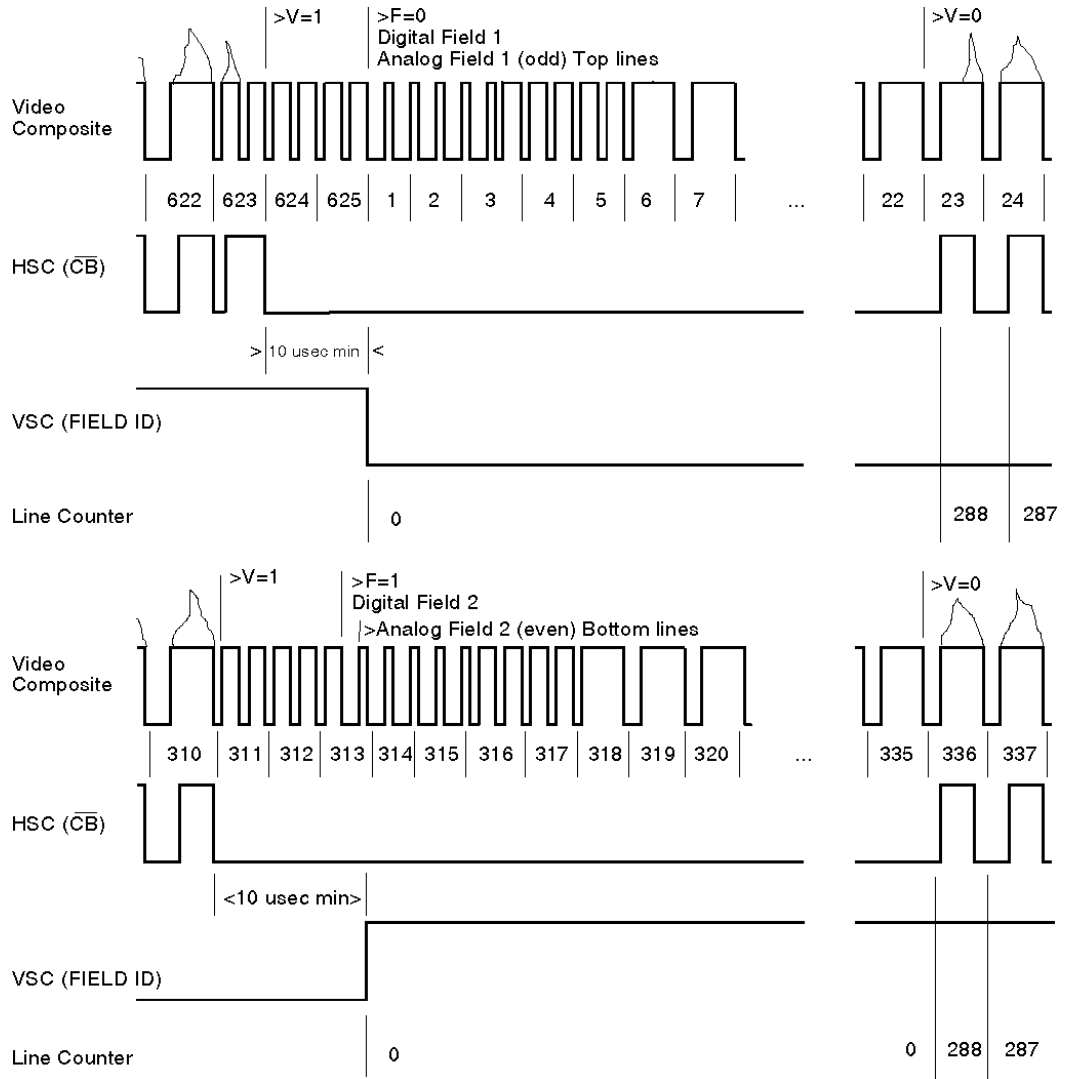 >V=1 >F=0 >V=0
Digital Field 1
Analog Field 1 (odd) Top lines
Video
Composite
622 623 624 625 1 2 3 4 5 6 7 ... 22 23 24
HSC (C̅B̅)
> 10 usec min <
VSC (FIELD ID)
Line Counter 0 288 287
>V=1 >F=1 >V=0
Digital Field 2
>Analog Field 2 (even) Bottom lines
Video
Composite
310 311 312 313 314 315 316 317 318 319 320 ... 335 336 337
HSC (C̅B̅)
<10 usec min>
VSC (FIELD ID)
Line Counter 0 0 288 287